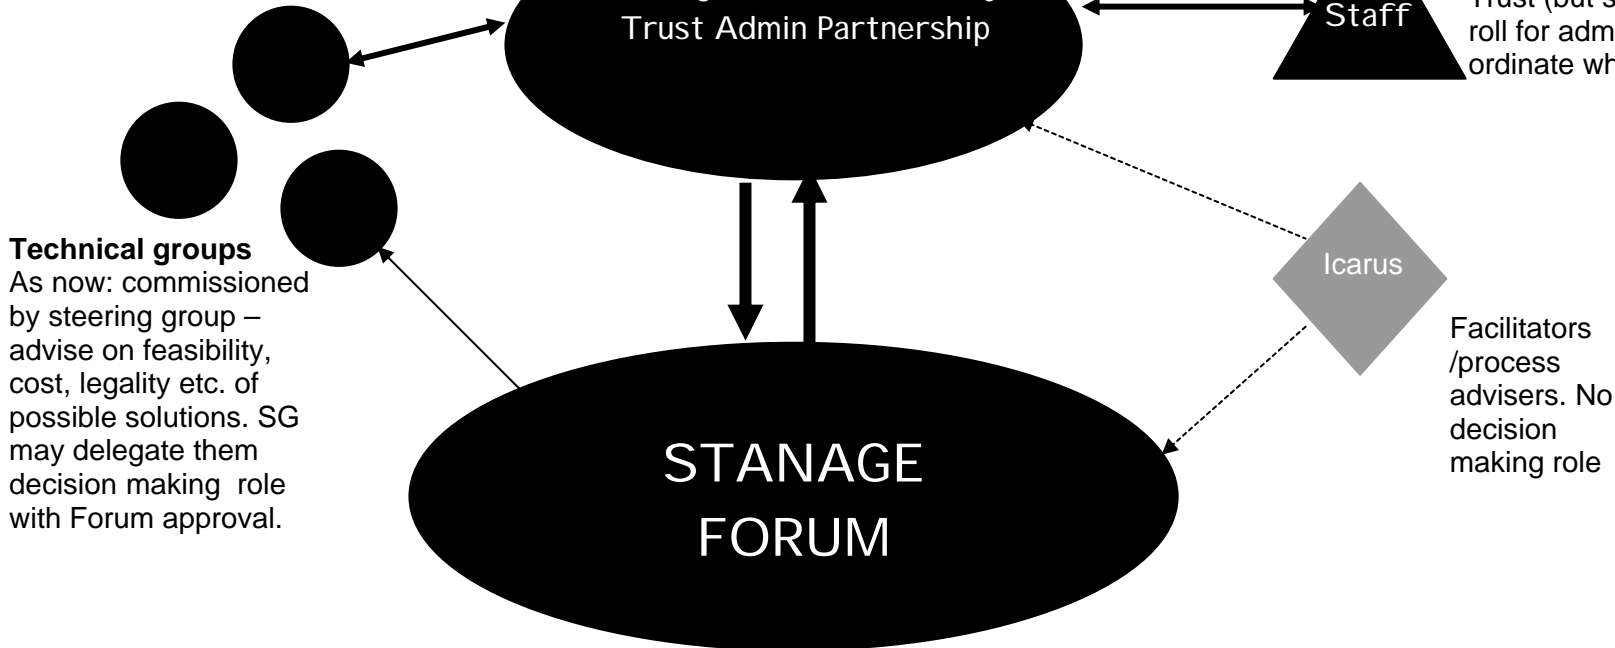 Trust Admin Partnership
Staff
Trust (but s
roll for adm
ordinate wh
Technical groups
As now: commissioned
by steering group –
advise on feasibility,
cost, legality etc. of
possible solutions. SG
may delegate them
decision making  role
with Forum approval.
Icarus
Facilitators
/process
advisers. No
decision
making role
STANAGE
FORUM